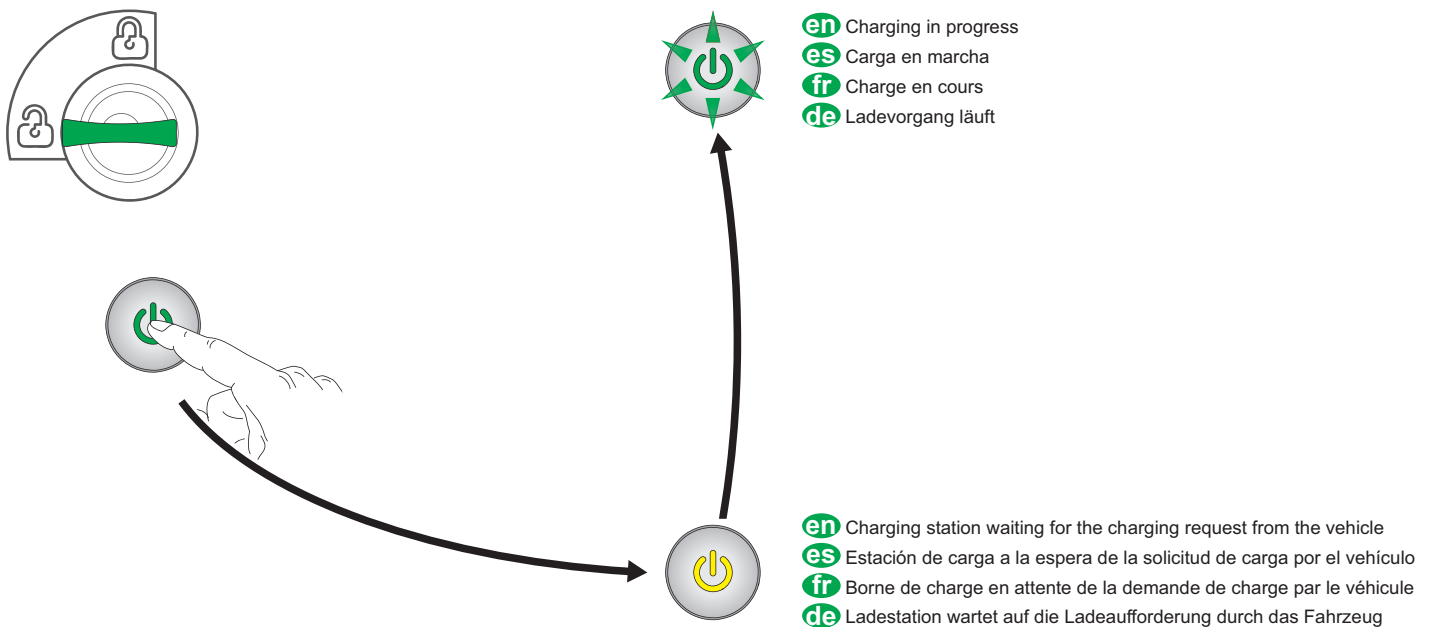 en Charging in progress
es Carga en marcha
fr Charge en cours
de Ladevorgang läuft
en Charging station waiting for the charging request from the vehicle
es Estación de carga a la espera de la solicitud de carga por el vehículo
fr Borne de charge en attente de la demande de charge par le véhicule
de Ladestation wartet auf die Ladeaufforderung durch das Fahrzeug